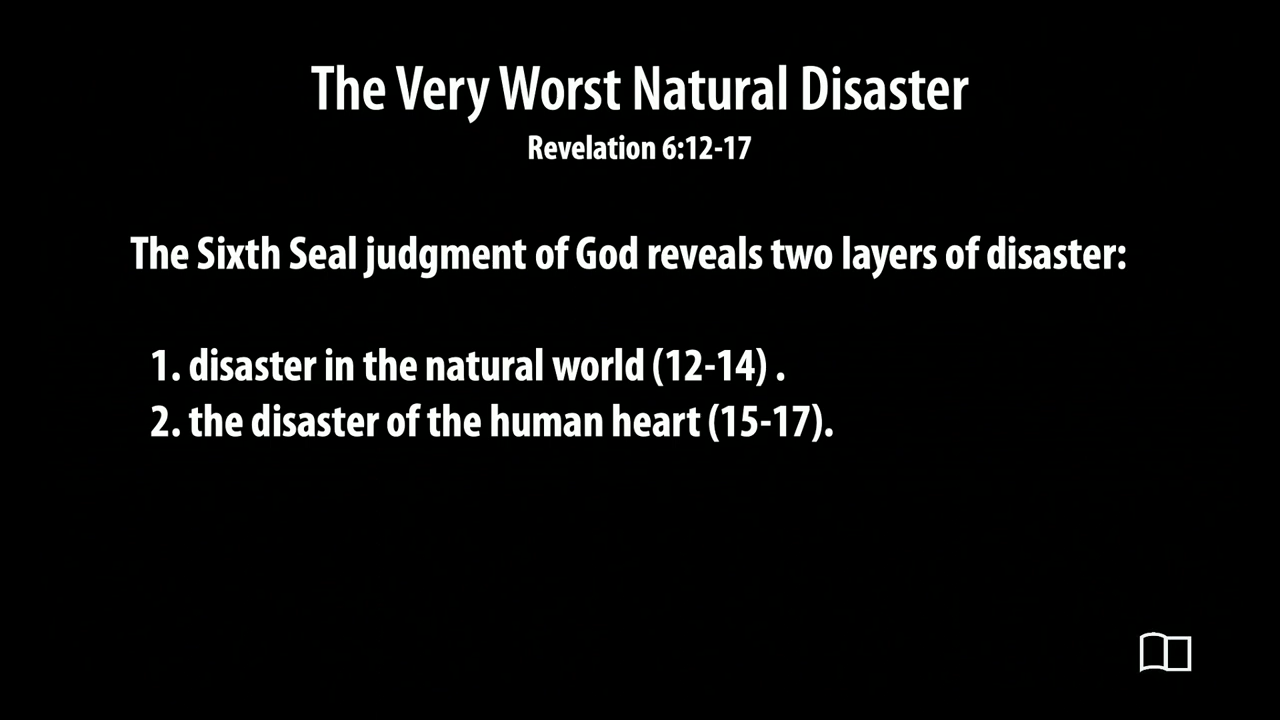 The Very Worst Natural Disaster
Revelation 6:12-17
The Sixth Seal judgment of God reveals two layers of disaster:
1. disaster in the natural world (12-14) .
2. the disaster of the human heart (15-17).